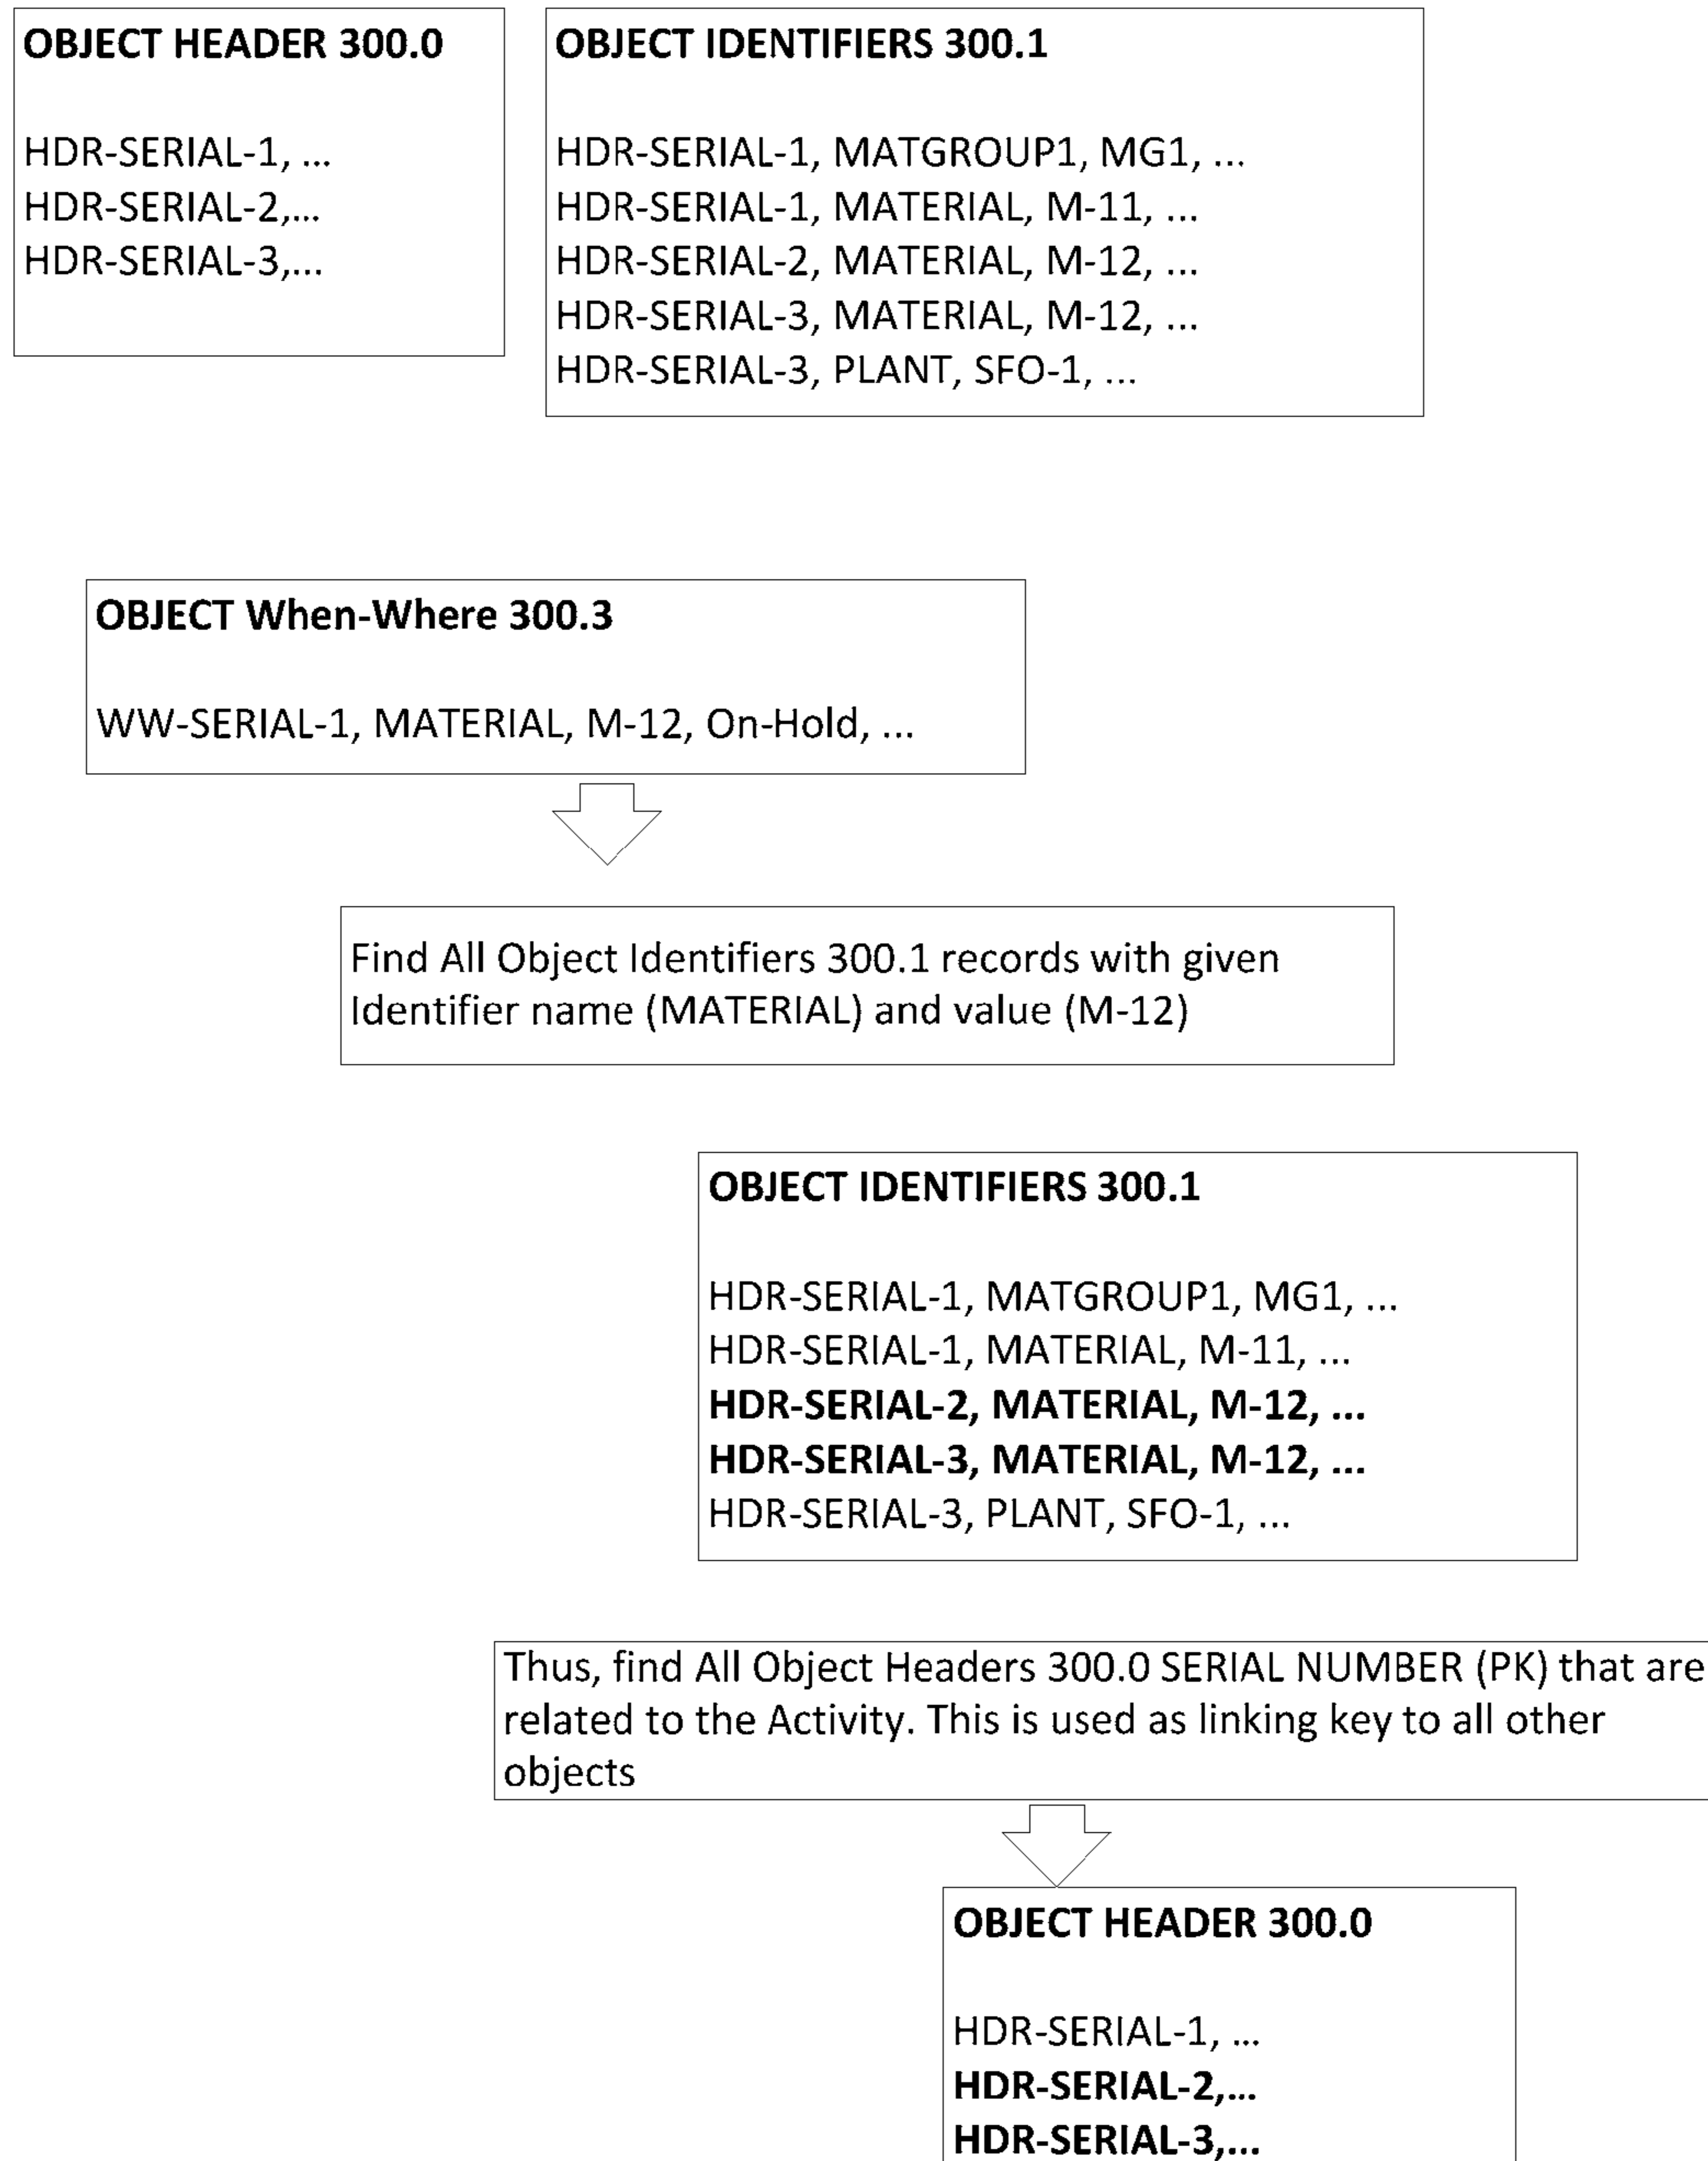 OBJECT HEADER 300.0
HDR-SERIAL-1, ...
HDR-SERIAL-2,...
HDR-SERIAL-3,...
OBJECT IDENTIFIERS 300.1
HDR-SERIAL-1, MATGROUP1, MG1, ...
HDR-SERIAL-1, MATERIAL, M-11, ...
HDR-SERIAL-2, MATERIAL, M-12, ...
HDR-SERIAL-3, MATERIAL, M-12, ...
HDR-SERIAL-3, PLANT, SFO-1, ...
OBJECT When-Where 300.3
WW-SERIAL-1, MATERIAL, M-12, On-Hold, ...
Find All Object Identifiers 300.1 records with given
Identifier name (MATERIAL) and value (M-12)
OBJECT IDENTIFIERS 300.1
HDR-SERIAL-1, MATGROUP1, MG1, ...
HDR-SERIAL-1, MATERIAL, M-11, ...
HDR-SERIAL-2, MATERIAL, M-12, ...
HDR-SERIAL-3, MATERIAL, M-12, ...
HDR-SERIAL-3, PLANT, SFO-1, ...
Thus, find All Object Headers 300.0 SERIAL NUMBER (PK) that are
related to the Activity. This is used as linking key to all other
objects
OBJECT HEADER 300.0
HDR-SERIAL-1, ...
HDR-SERIAL-2,...
HDR-SERIAL-3,...